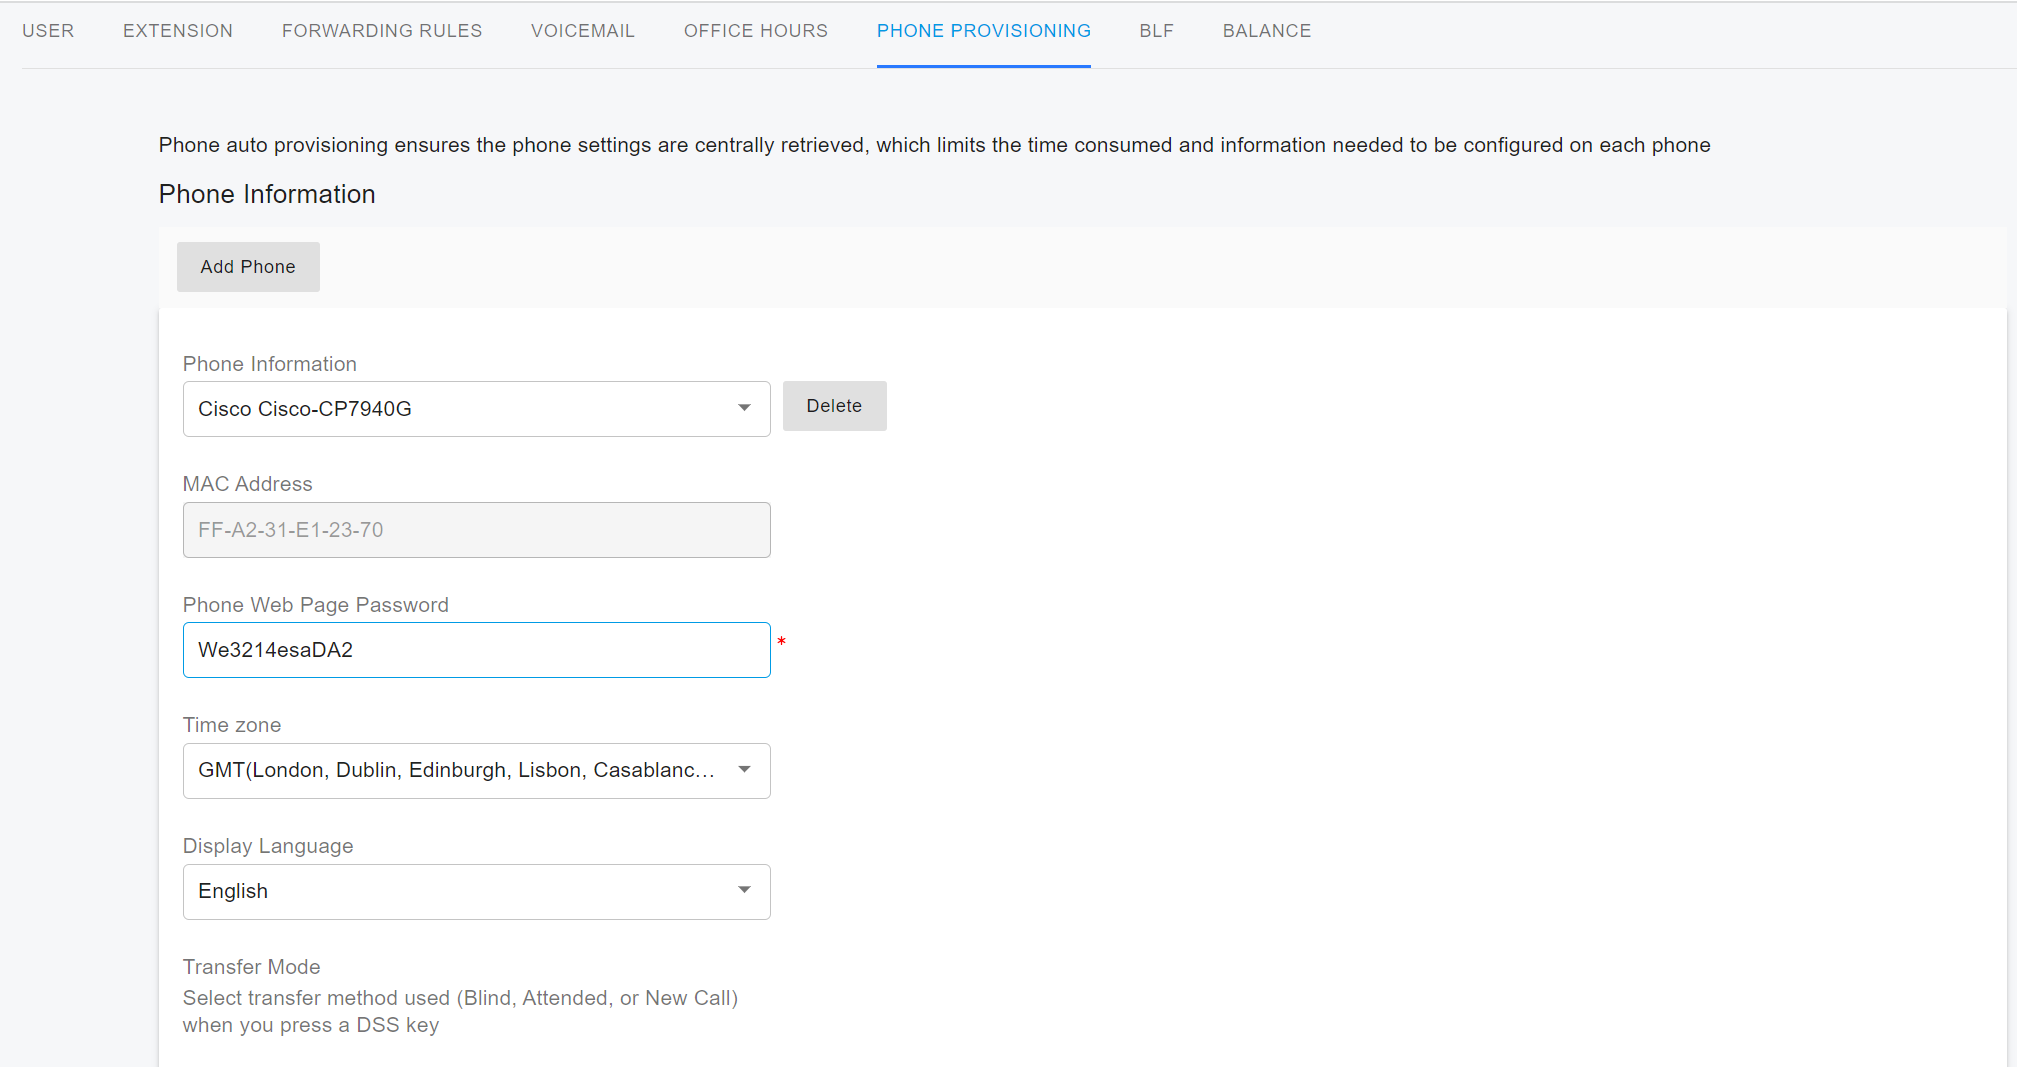 USER EXTENSION FORWARDING RULES VOICEMAIL OFFICE HOURS PHONE PROVISIONING BLF BALANCE
Phone auto provisioning ensures the phone settings are centrally retrieved, which limits the time consumed and information needed to be configured on each phone
Phone Information
Add Phone
Phone Information
Cisco Cisco-CP7940G Delete
MAC Address
FF-A2-31-E1-23-70
Phone Web Page Password
We3214esaDA2 *
Time zone
GMT(London, Dublin, Edinburgh, Lisbon, Casablanc...
Display Language
English
Transfer Mode
Select transfer method used (Blind, Attended, or New Call)
when you press a DSS key